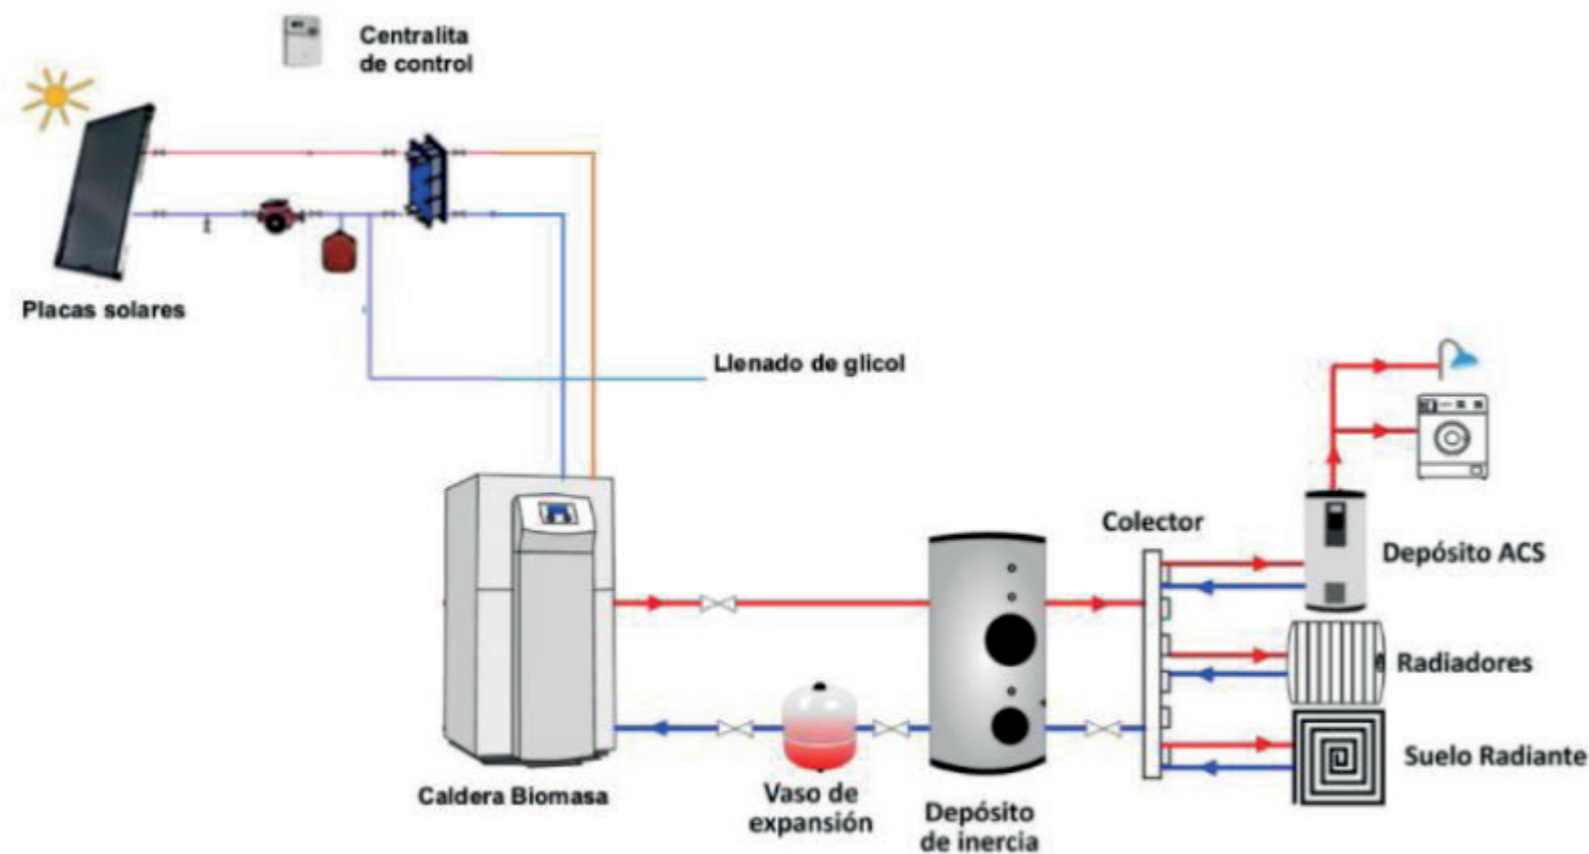 Centralita
de control
Placas solares
Llenado de glicol
Colector
Depósito ACS
Radiadores
Suelo Radiante
Caldera Biomasa
Vaso de
expansión
Depósito
de inercia